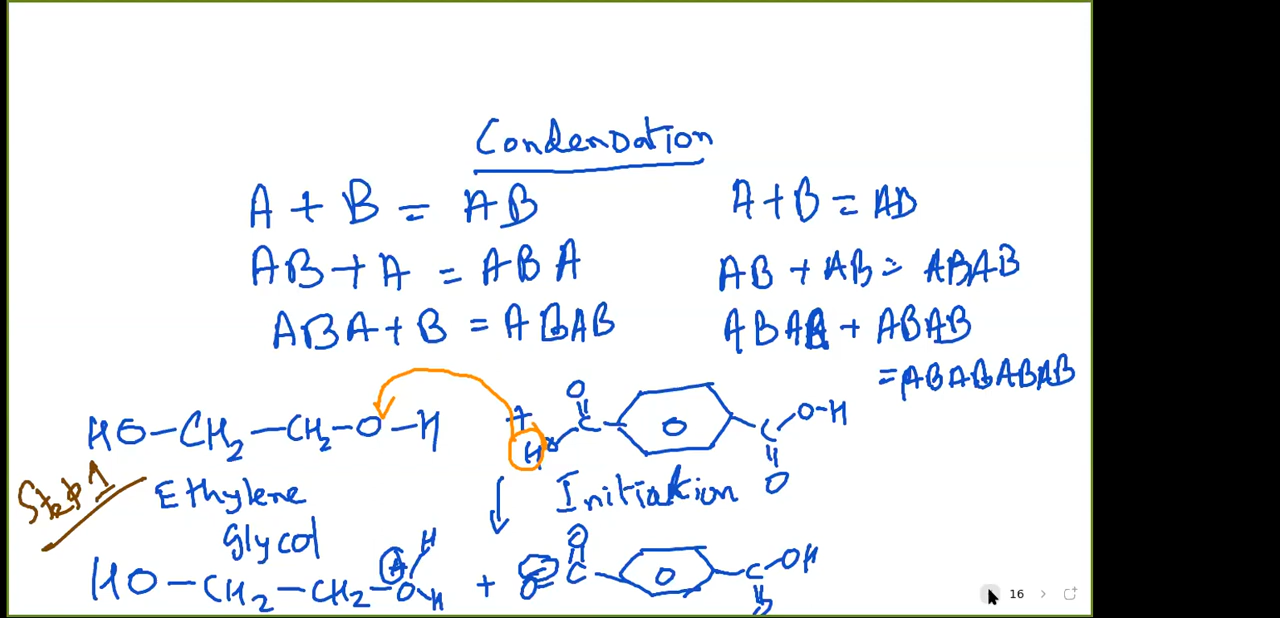 Condensation
A + B = AB
AB + A = ABA
ABA + B = ABAB
A + B = AB
AB + AB = ABAB
ABAB + ABAB
= ABABABAB
HO-CH2-CH2-O-H
+
O
H
C
O
C
O-H
O
Step 1
Ethylene
Glycol
Initiation
HO-CH2-CH2-O
H
H
+
O
C
O
C
OH
16